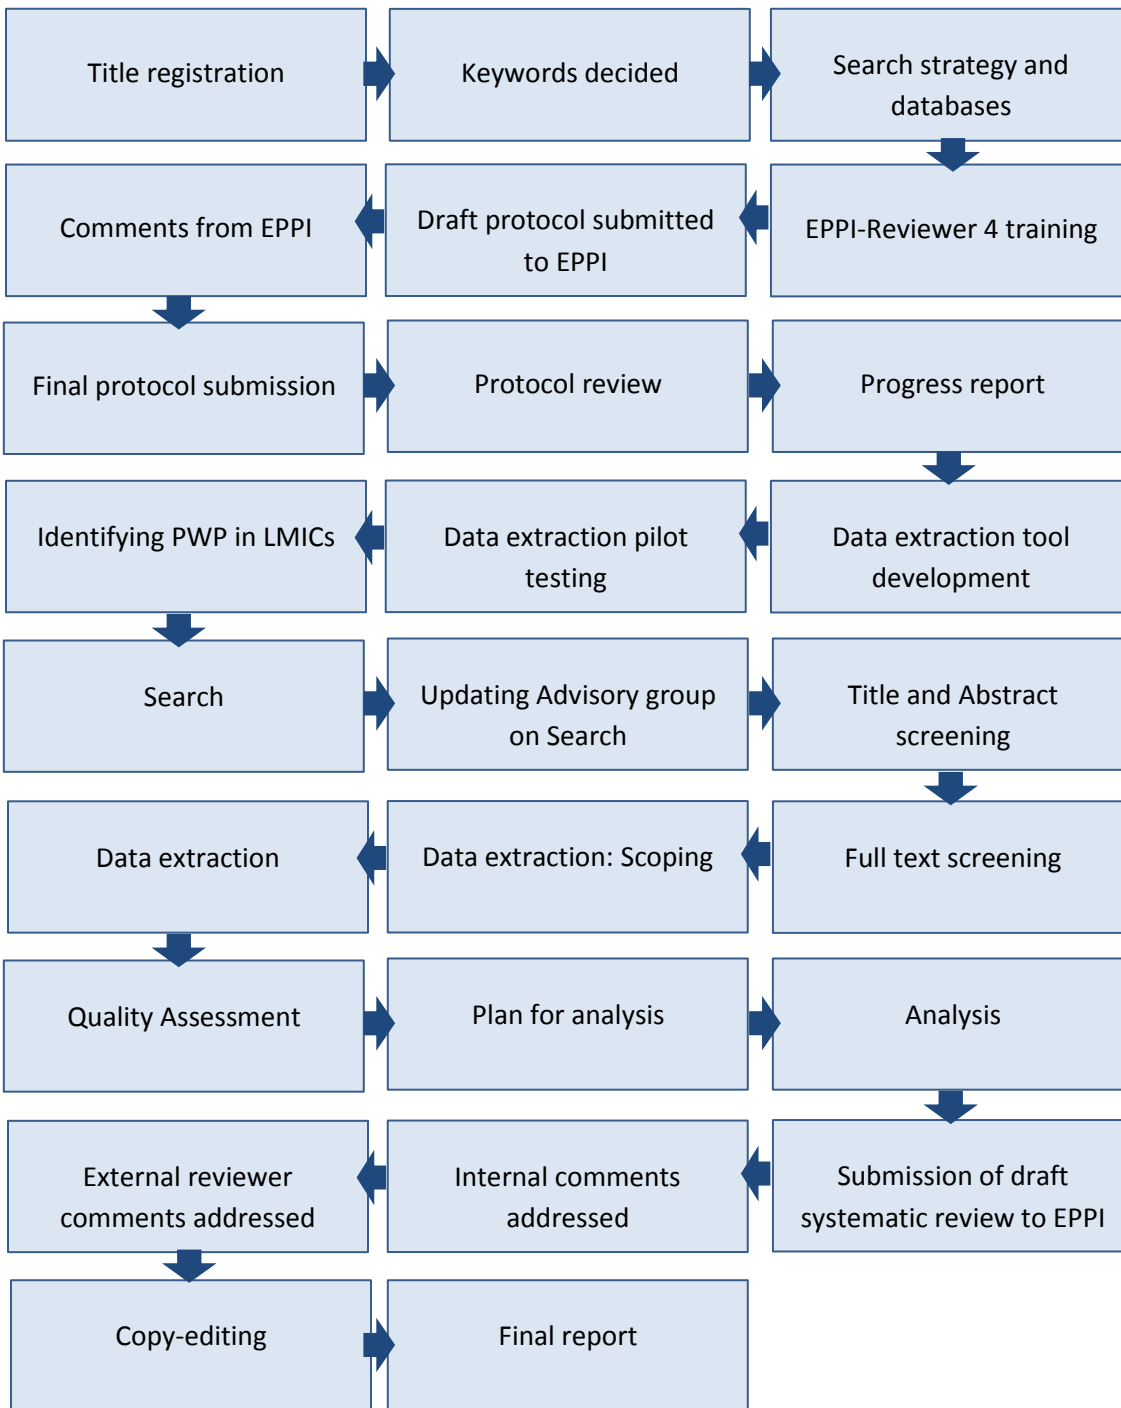 Title registration
Keywords decided
Search strategy and
databases
EPPI-Reviewer 4 training
Draft protocol submitted
to EPPI
Comments from EPPI
Final protocol submission
Protocol review
Progress report
Data extraction tool
development
Data extraction pilot
testing
Identifying PWP in LMICs
Search
Updating Advisory group
on Search
Title and Abstract
screening
Full text screening
Data extraction: Scoping
Data extraction
Quality Assessment
Plan for analysis
Analysis
Submission of draft
systematic review to EPPI
Internal comments
addressed
External reviewer
comments addressed
Copy-editing
Final report